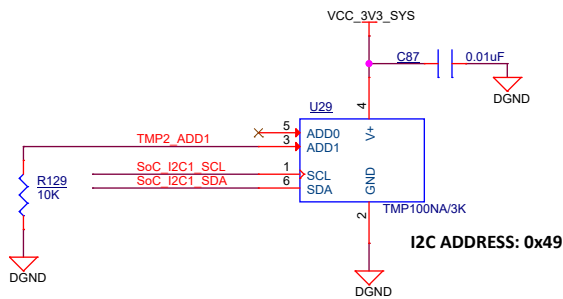 VCC_3V3_SYS
C87
0.01uF
DGND
U29
4
V+
5
ADD0
TMP2_ADD1
3
ADD1
SoC_I2C1_SCL
1
SCL
SoC_I2C1_SDA
6
SDA
GND
R129
10K
2
TMP100NA/3K
I2C ADDRESS: 0x49
DGND
DGND